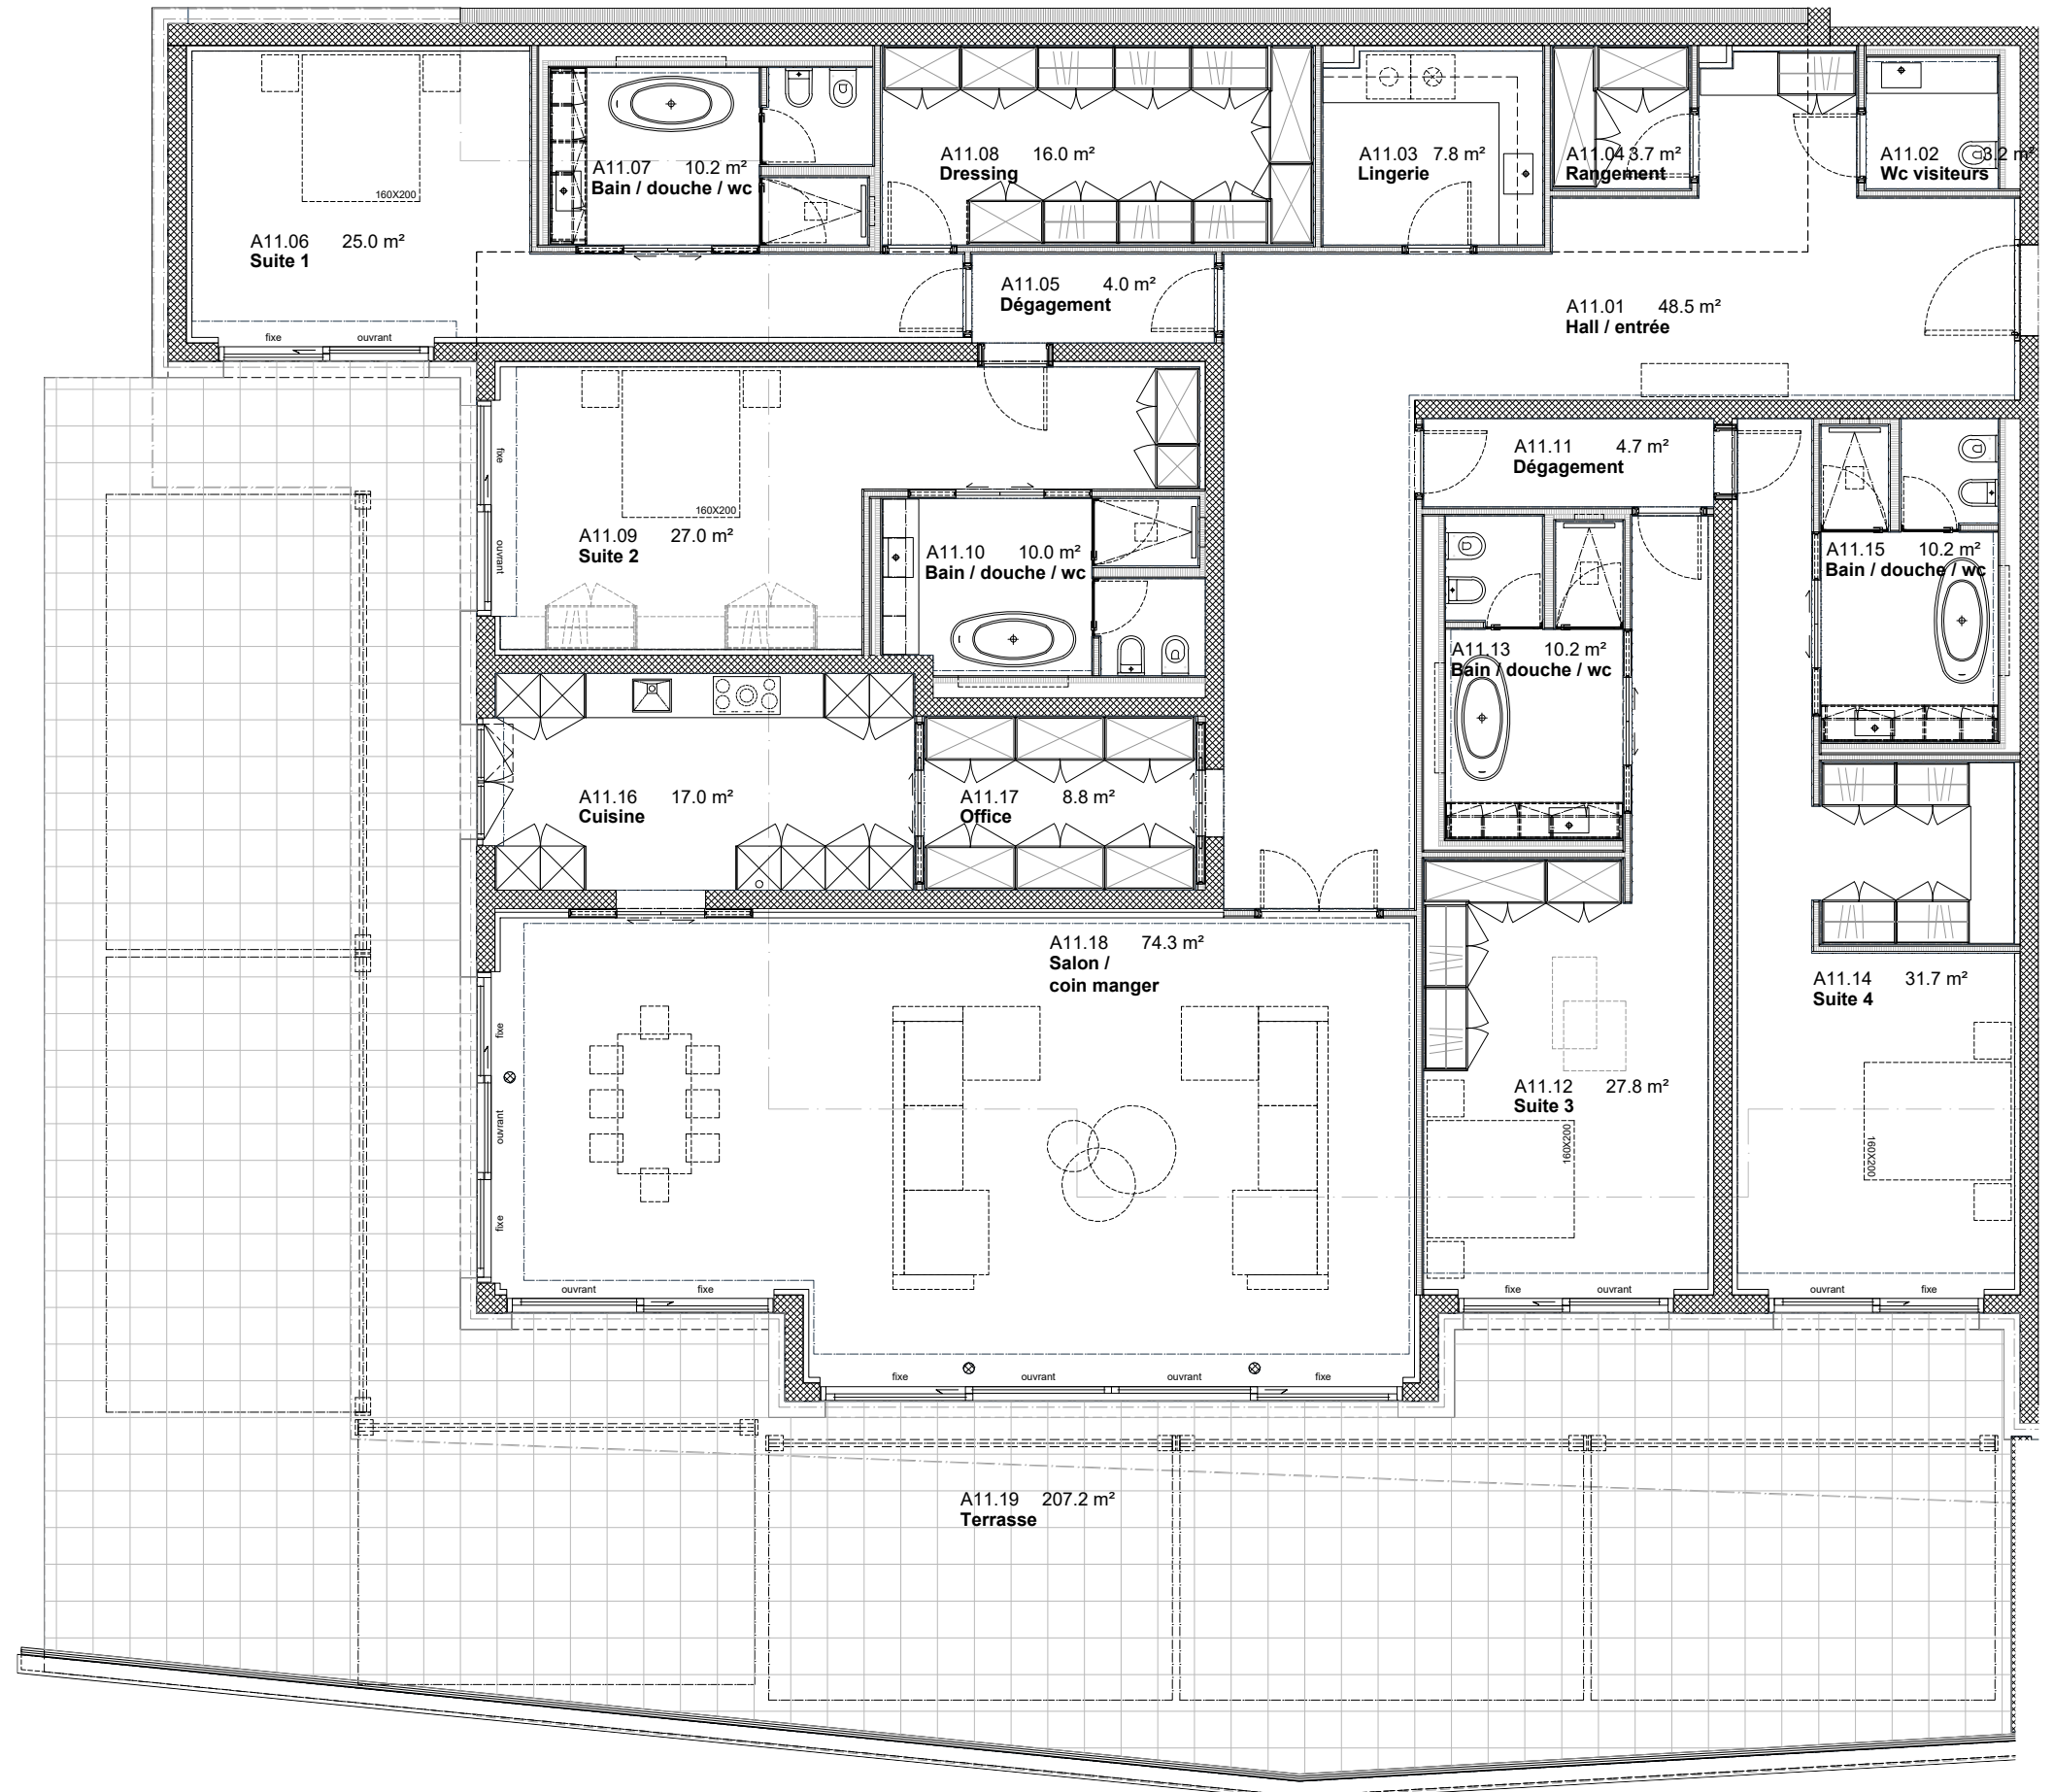 A11.07 10.2 m²
Bain / douche / wc
A11.08 16.0 m²
Dressing
A11.03 7.8 m²
Lingerie
A11.04 3.7 m²
Rangement
A11.02 3.2 m²
Wc visiteurs
160X200
A11.06 25.0 m²
Suite 1
fixe
ouvrant
A11.05 4.0 m²
Dégagement
A11.01 48.5 m²
Hall / entrée
fixe
ouvrant
160X200
A11.09 27.0 m²
Suite 2
A11.10 10.0 m²
Bain / douche / wc
A11.11 4.7 m²
Dégagement
A11.15 10.2 m²
Bain / douche / wc
A11.13 10.2 m²
Bain / douche / wc
A11.16 17.0 m²
Cuisine
A11.17 8.8 m²
Office
A11.18 74.3 m²
Salon /
coin manger
A11.14 31.7 m²
Suite 4
fixe
ouvrant
fixe
A11.12 27.8 m²
Suite 3
160X200
160X200
ouvrant
fixe
fixe
ouvrant
ouvrant
fixe
fixe
ouvrant
ouvrant
fixe
A11.19 207.2 m²
Terrasse